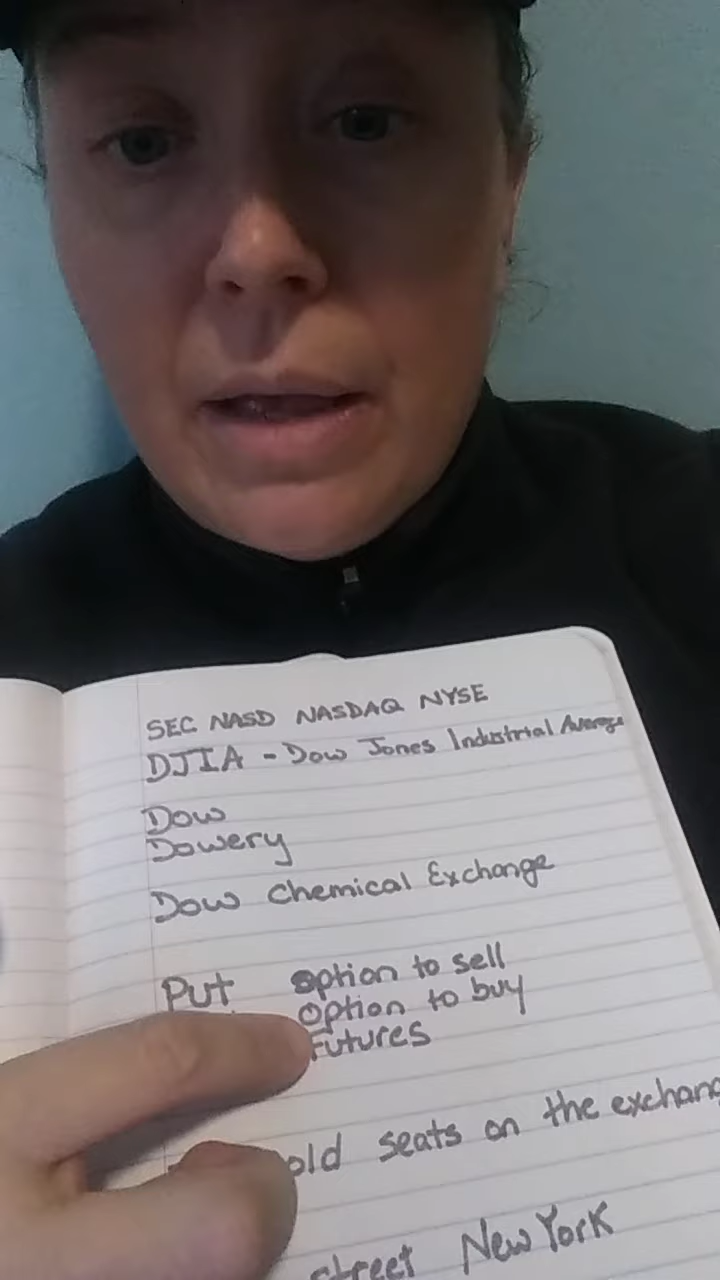 SEC NASD NASDAQ NYSE
DJIA - Dow Jones Industrial Average
Dow
Dowery
Dow Chemical Exchange
Put option to sell
option to buy
Futures
old seats on the exchang
street New York